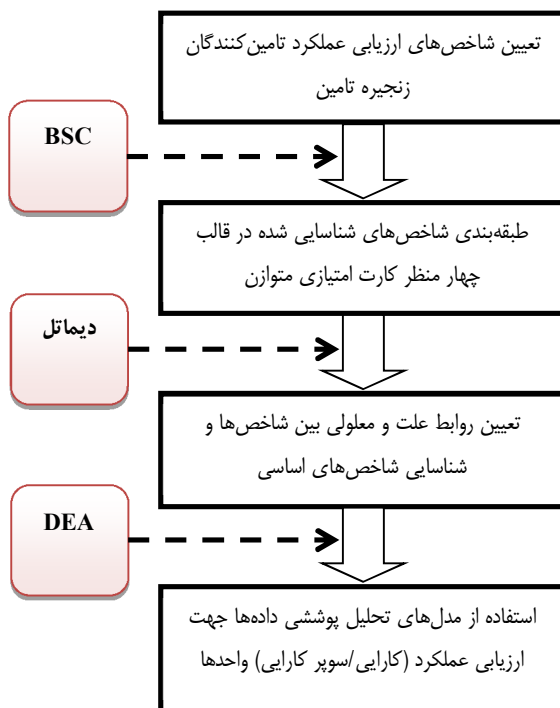 تعیین شاخص‌های ارزیابی عملکرد تامین‌کنندگان
زنجیره تامین
BSC
طبقه‌بندی شاخص‌های شناسایی شده در قالب
چهار منظر کارت امتیازی متوازن
دیماتل
تعیین روابط علت و معلولی بین شاخص‌ها و
شناسایی شاخص‌های اساسی
DEA
استفاده از مدل‌های تحلیل پوششی داده‌ها جهت
ارزیابی عملکرد (کارایی/سوپر کارایی) واحدها